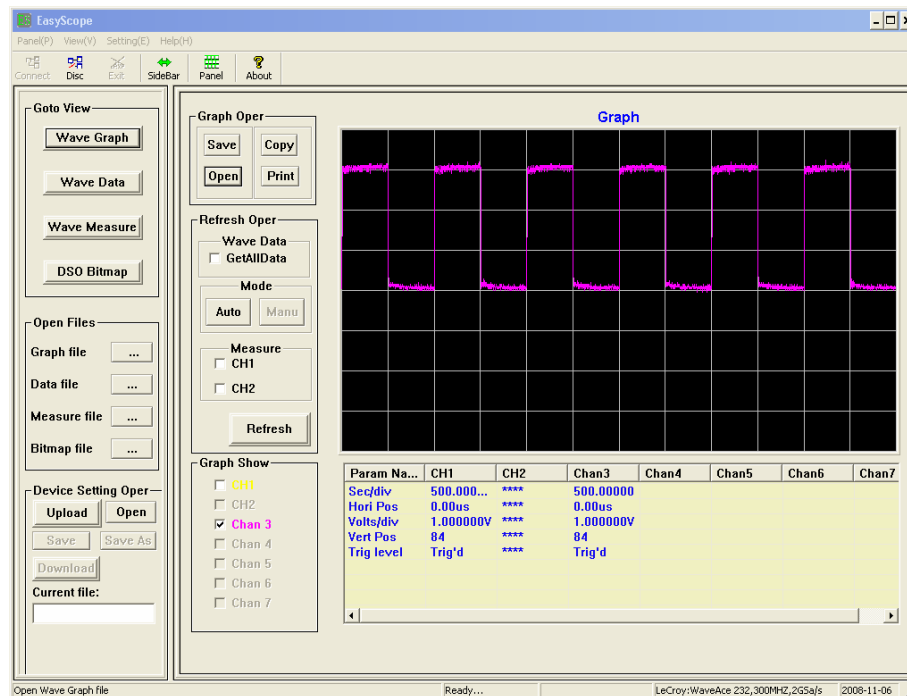 EasyScope
Panel(P) View(V) Setting(E) Help(H)
Connect Disc Exit SideBar Panel About
Goto View
Wave Graph
Wave Data
Wave Measure
DSO Bitmap
Open Files
Graph file ...
Data file ...
Measure file ...
Bitmap file ...
Device Setting Oper
Upload Open
Save Save As
Download
Current file:
Graph Oper
Save Copy
Open Print
Refresh Oper
Wave Data
GetAllData
Mode
Auto Manu
Measure
CH1
CH2
Refresh
Graph Show
CH1
CH2
Chan 3
Chan 4
Chan 5
Chan 6
Chan 7
Graph
Param Na... CH1 CH2 Chan3 Chan4 Chan5 Chan6 Chan7
Sec/div 500.000... **** 500.00000
Hori Pos 0.00us **** 0.00us
Volts/div 1.000000V **** 1.000000V
Vert Pos 84 **** 84
Trig level Trig'd **** Trig'd
Open Wave Graph file Ready... LeCroy:WaveAce 232,300MHZ,2GSa/s 2008-11-06